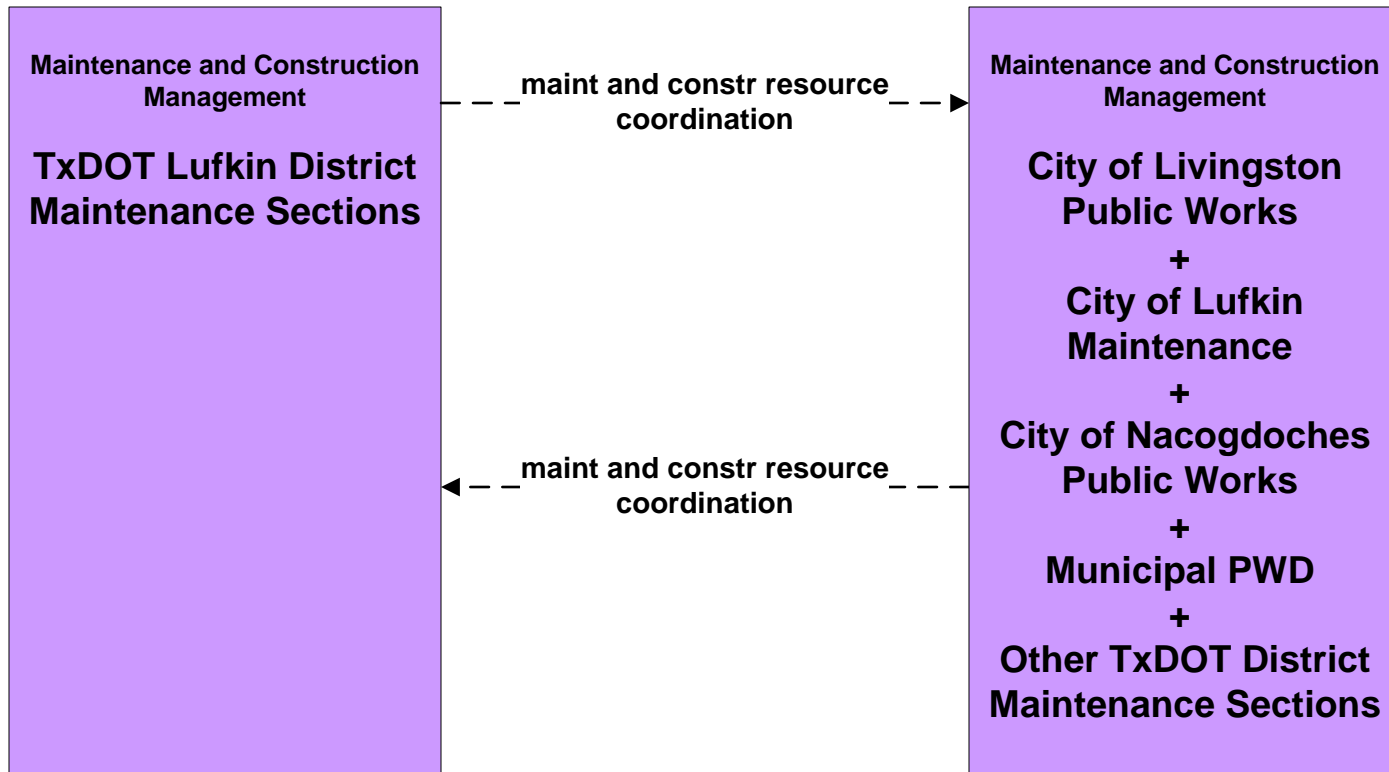 Maintenance and Construction
Management
TxDOT Lufkin District
Maintenance Sections
maint and constr resource
coordination
maint and constr resource
coordination
Maintenance and Construction
Management
City of Livingston
Public Works
+
City of Lufkin
Maintenance
+
City of Nacogdoches
Public Works
+
Municipal PWD
+
Other TxDOT District
Maintenance Sections